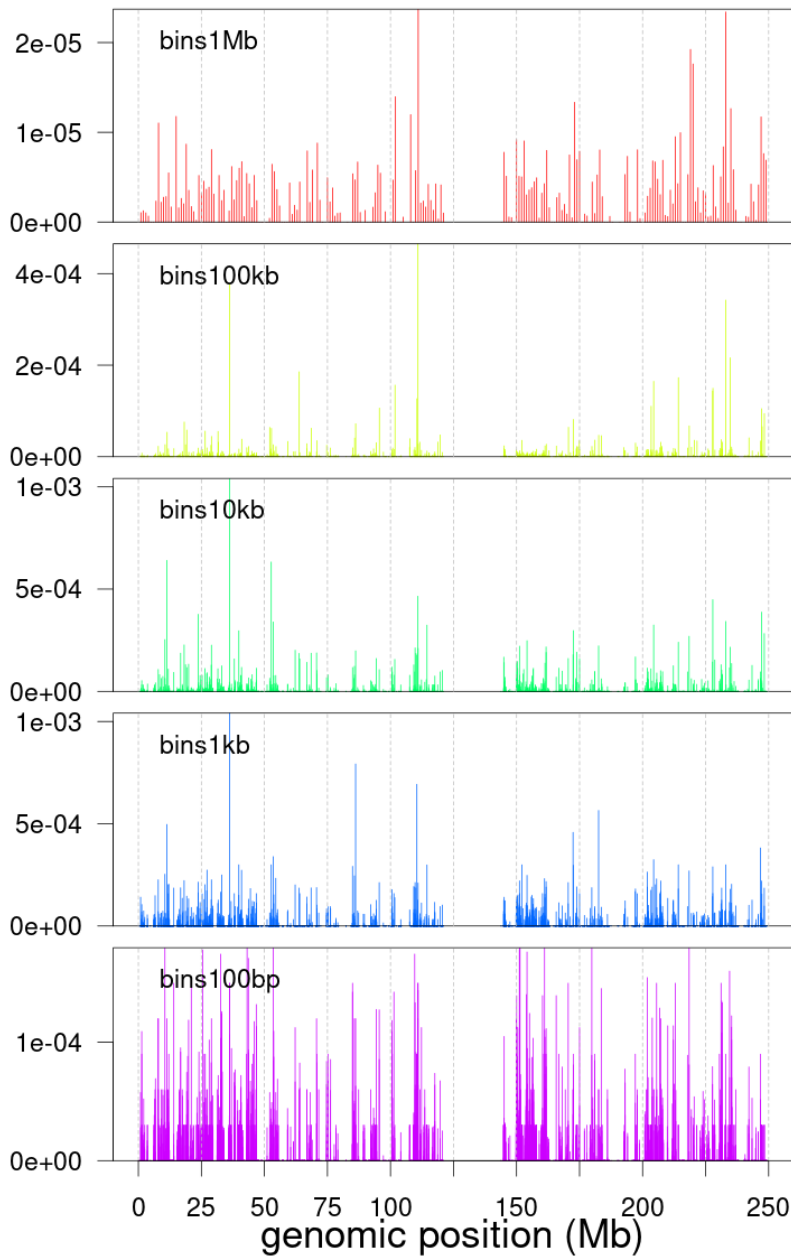 bins1Mb
2e-05
1e-05
0e+00
bins100kb
4e-04
2e-04
0e+00
bins10kb
1e-03
5e-04
0e+00
bins1kb
1e-03
5e-04
0e+00
bins100bp
1e-04
0e+00
0 25 50 75 100 150 200 250
genomic position (Mb)